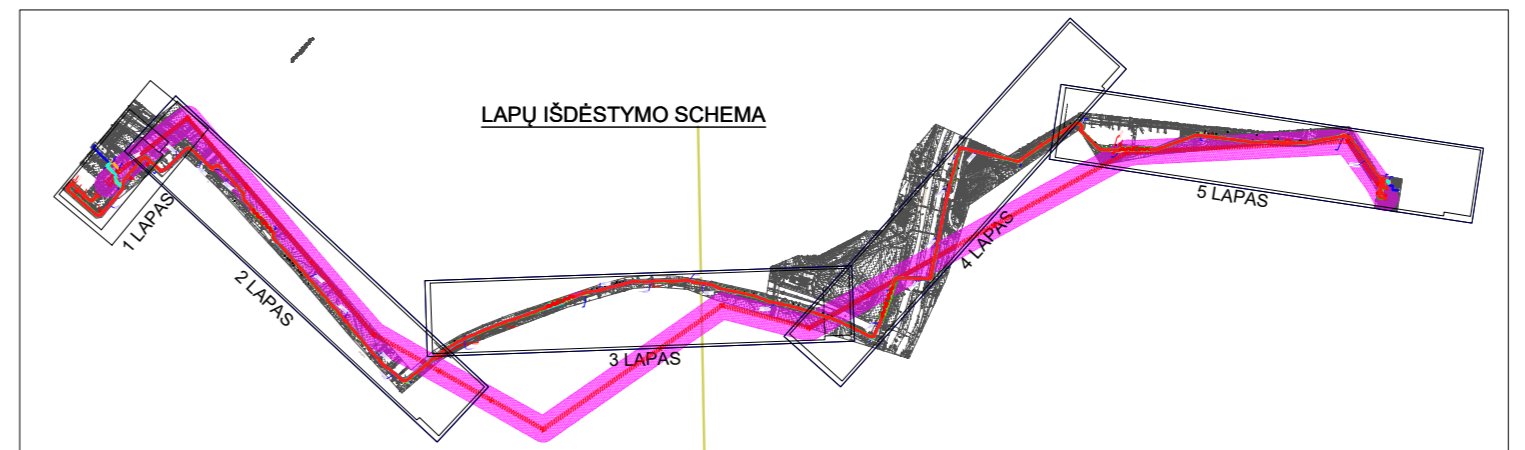 LAPŲ IŠDĖSTYMO SCHEMA
1 LAPAS
2 LAPAS
3 LAPAS
4 LAPAS
5 LAPAS